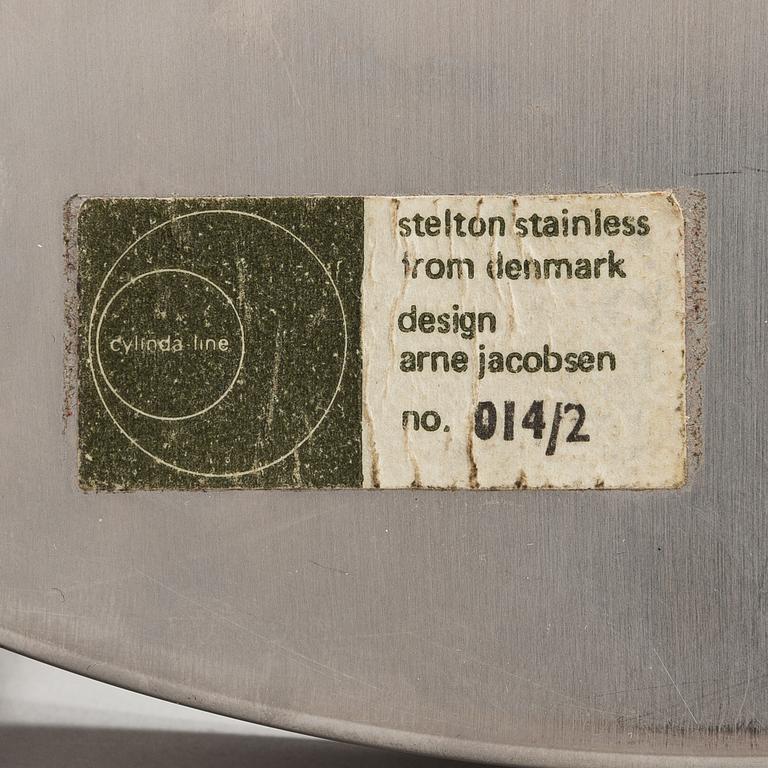 cylinda line
stelton stainless
from denmark
design
arne jacobsen
no. 014/2